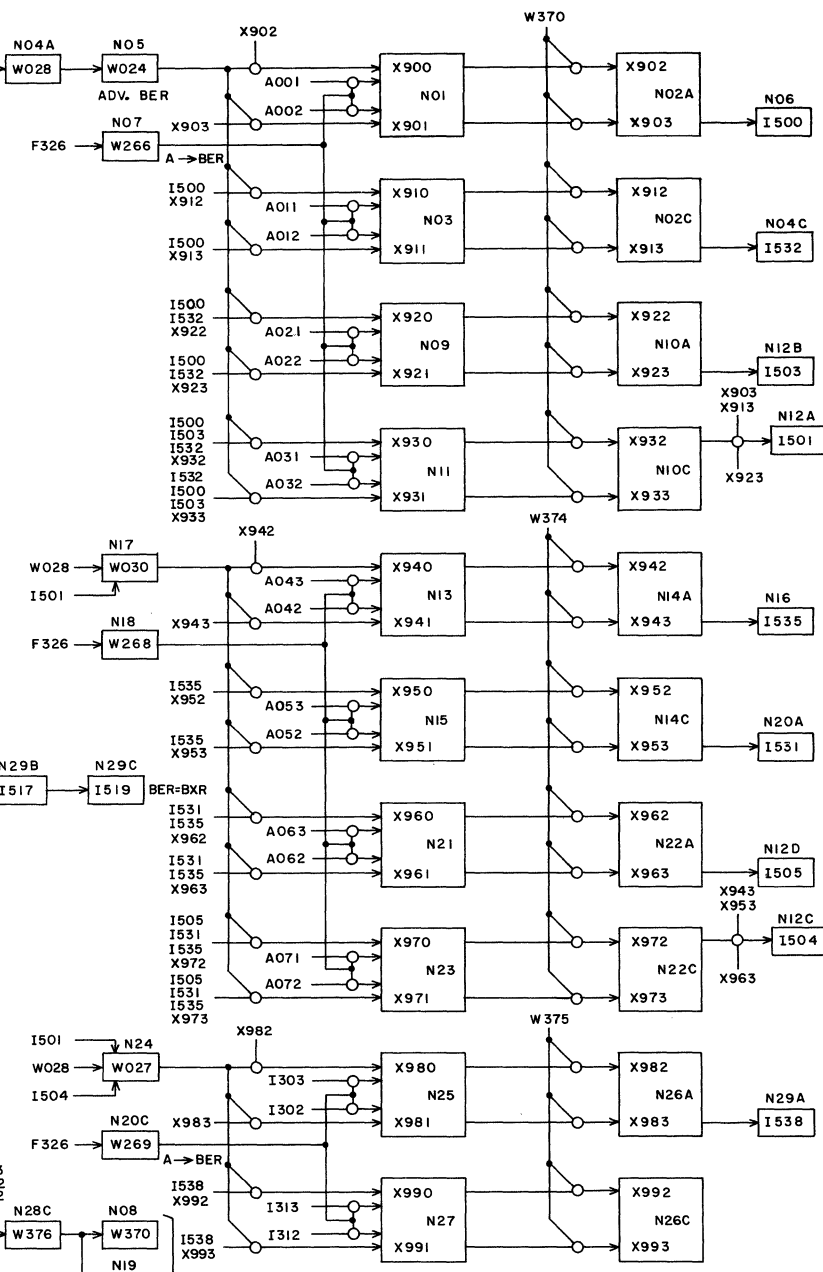 X902
W370
N04A
W028
N05
W024
ADV. BER
A001
A002
X903
X900
N01
X901
X902
N02A
X903
N06
I500
N07
F326
W266
A → BER
I500
X912
A011
A012
I500
X913
X910
N03
X911
X912
N02C
X913
N04C
I532
I500
I532
X922
A021
A022
I500
I532
X923
X920
N09
X921
X922
N10A
X923
N12B
I503
I500
I503
I532
X932
A031
A032
I532
I500
I503
X933
X930
N11
X931
X932
N10C
X933
X903
X913
X923
N12A
I501
X942
W374
N17
W028
W030
I501
A043
A042
X943
X940
N13
X941
X942
N14A
X943
N16
I535
N18
F326
W268
I535
X952
A053
A052
I535
X953
X950
N15
X951
X952
N14C
X953
N20A
I531
N29B
I517
N29C
I519
BER=BXR
I531
I535
X962
A063
A062
I531
I535
X963
X960
N21
X961
X962
N22A
X963
N12D
I505
I505
I531
I535
X972
A071
A072
I505
I531
I535
X973
X970
N23
X971
X972
N22C
X973
X943
X953
X963
N12C
I504
X982
W375
I501
N24
W028
W027
I504
I303
I302
X983
X980
N25
X981
X982
N26A
X983
N29A
I538
N20C
F326
W269
A → BER
I538
X992
I313
I312
I538
X993
X990
N27
X991
X992
N26C
X993
N28C
W376
N08
W370
N19